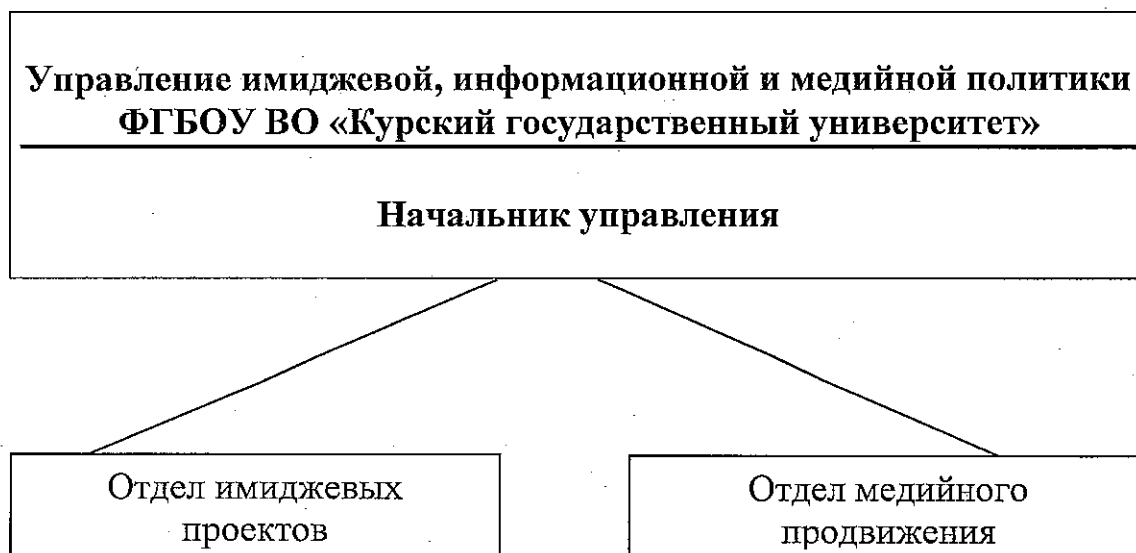 Управление имиджевой, информационной и медийной политики
ФГБОУ ВО «Курский государственный университет»
Начальник управления
Отдел имиджевых
проектов
Отдел медийного
продвижения